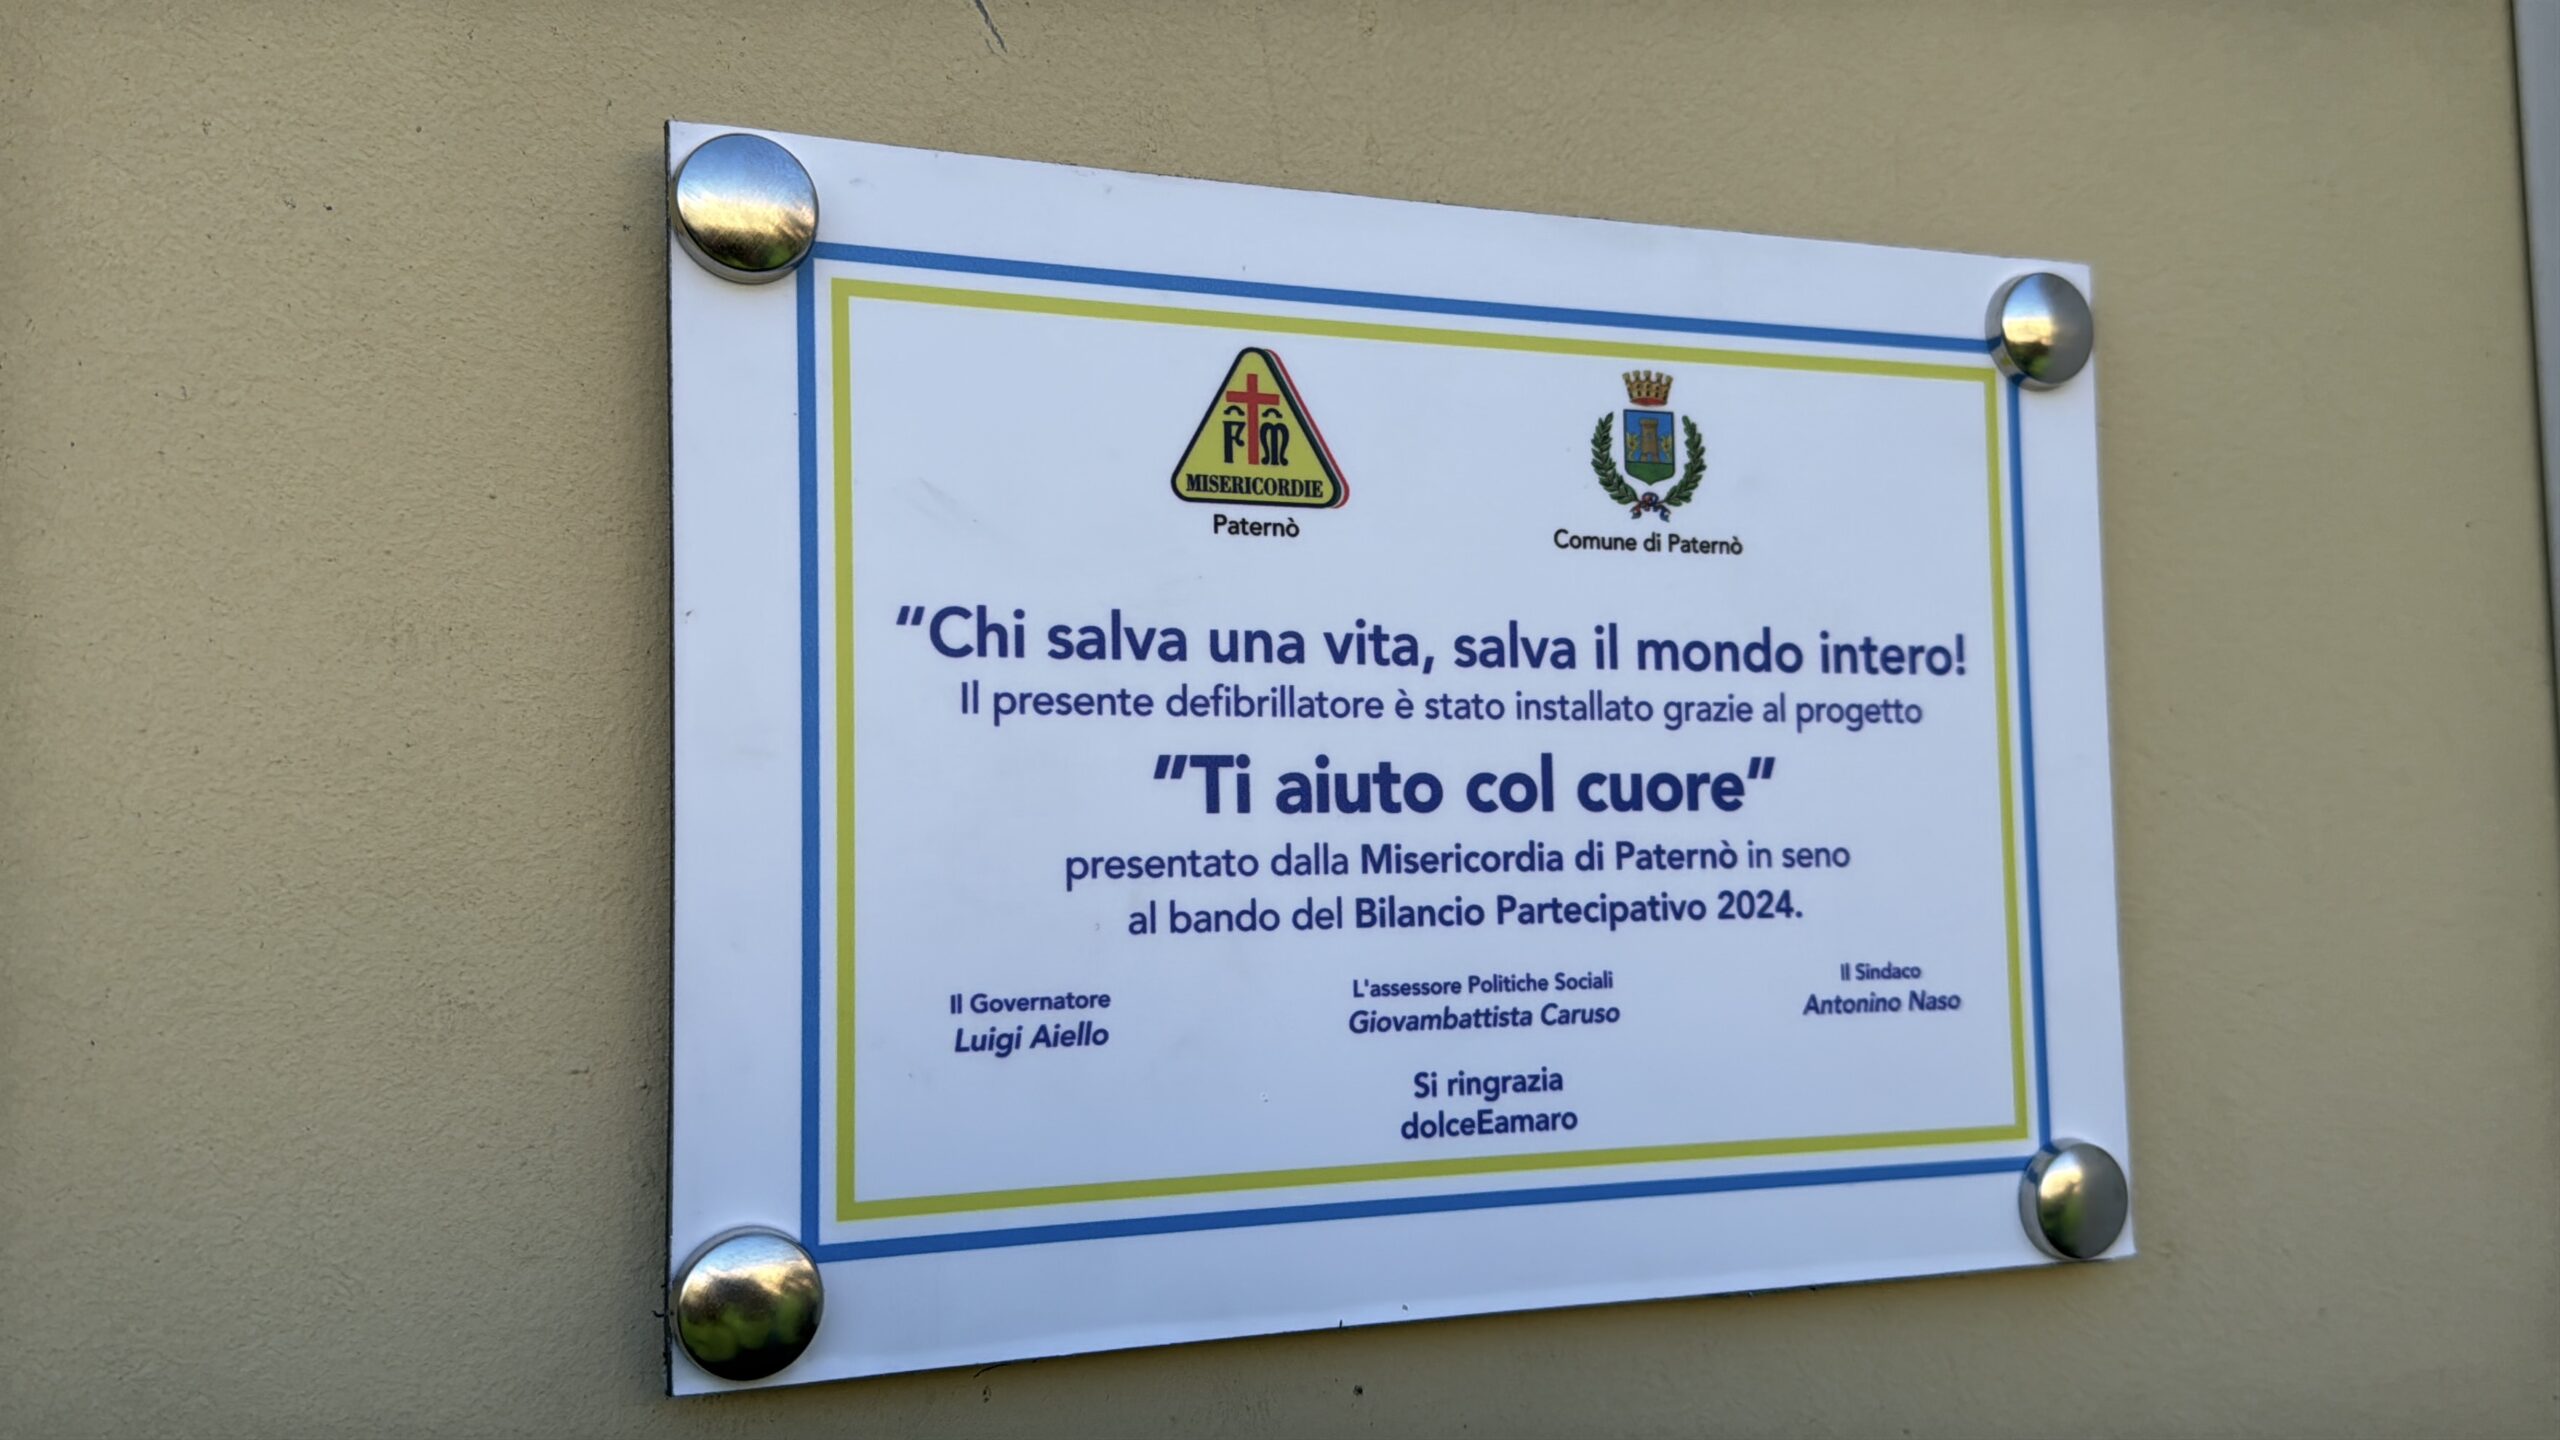 F M
MISERICORDIE
Paternò
Comune di Paternò
"Chi salva una vita, salva il mondo intero!
Il presente defibrillatore è stato installato grazie al progetto
"Ti aiuto col cuore"
presentato dalla Misericordia di Paternò in seno
al bando del Bilancio Partecipativo 2024.
Il Governatore
Luigi Aiello
L'assessore Politiche Sociali
Giovambattista Caruso
Il Sindaco
Antonino Naso
Si ringrazia
dolceEamaro